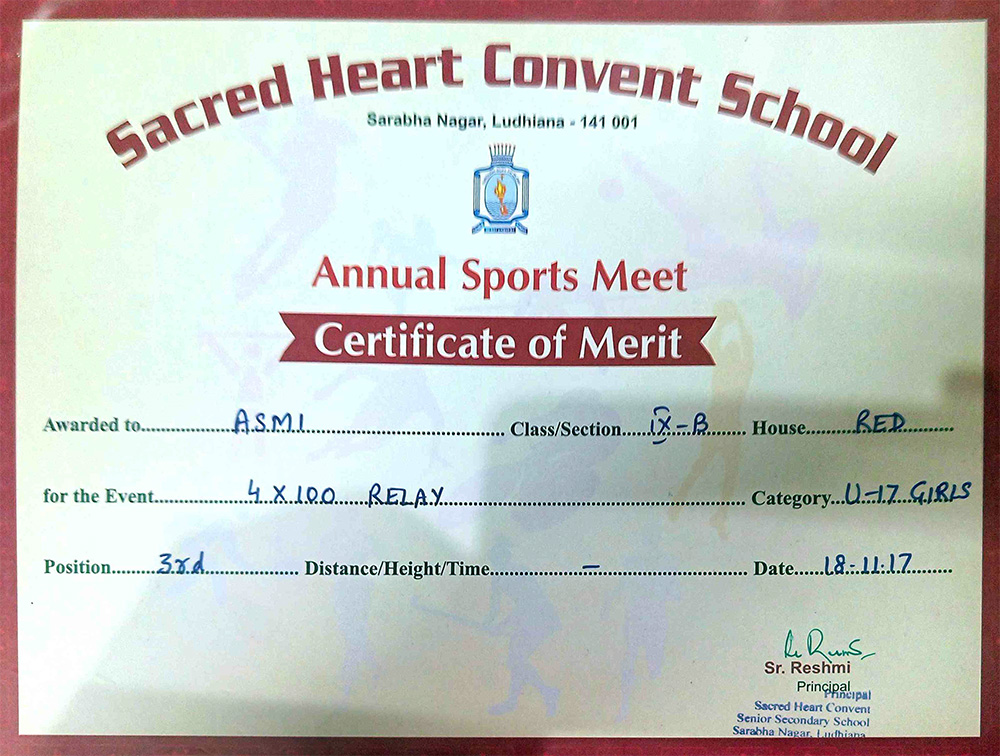 Sacred Heart Convent School
Sarabha Nagar, Ludhiana - 141 001
Annual Sports Meet
Certificate of Merit
Awarded to..........ASMI.......... Class/Section.....IX-B..... House.....RED.....
for the Event..........4 X 100 RELAY.......... Category...U-17 GIRLS
Position.....3rd.......... Distance/Height/Time..........–.......... Date.....18.11.17.....
Sr. Reshmi
Principal
Principal
Sacred Heart Convent
Senior Secondary School
Sarabha Nagar, Ludhiana